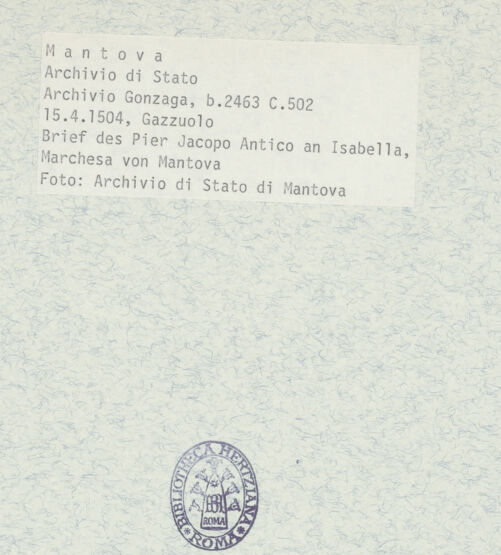 M a n t o v a
Archivio di Stato
Archivio Gonzaga, b.2463 C.502
15.4.1504, Gazzuolo
Brief des Pier Jacopo Antico an Isabella,
Marchesa von Mantova
Foto: Archivio di Stato di Mantova
BIBLIOTHECA HERTZIANA
ROMA
ROMA